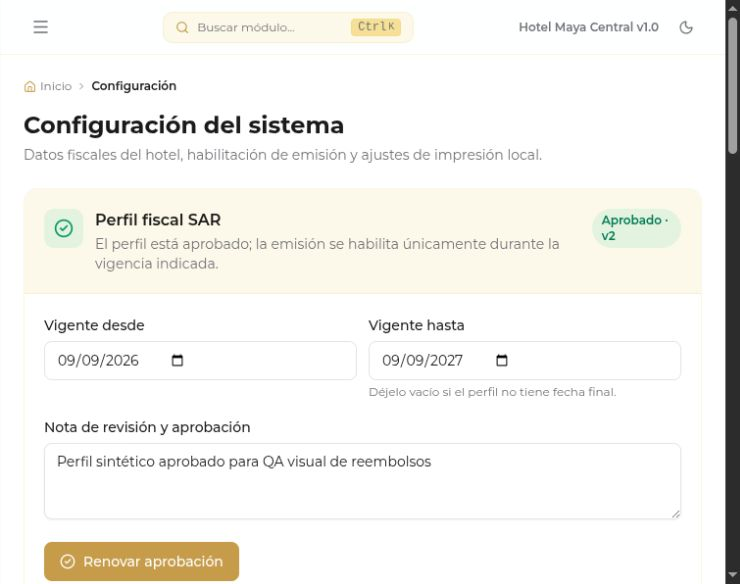 Buscar módulo...
Ctrl K
Hotel Maya Central v1.0
Inicio > Configuración
Configuración del sistema
Datos fiscales del hotel, habilitación de emisión y ajustes de impresión local.
Perfil fiscal SAR
El perfil está aprobado; la emisión se habilita únicamente durante la
vigencia indicada.
Aprobado ·
v2
Vigente desde
09/09/2026
Vigente hasta
09/09/2027
Déjelo vacío si el perfil no tiene fecha final.
Nota de revisión y aprobación
Perfil sintético aprobado para QA visual de reembolsos
Renovar aprobación